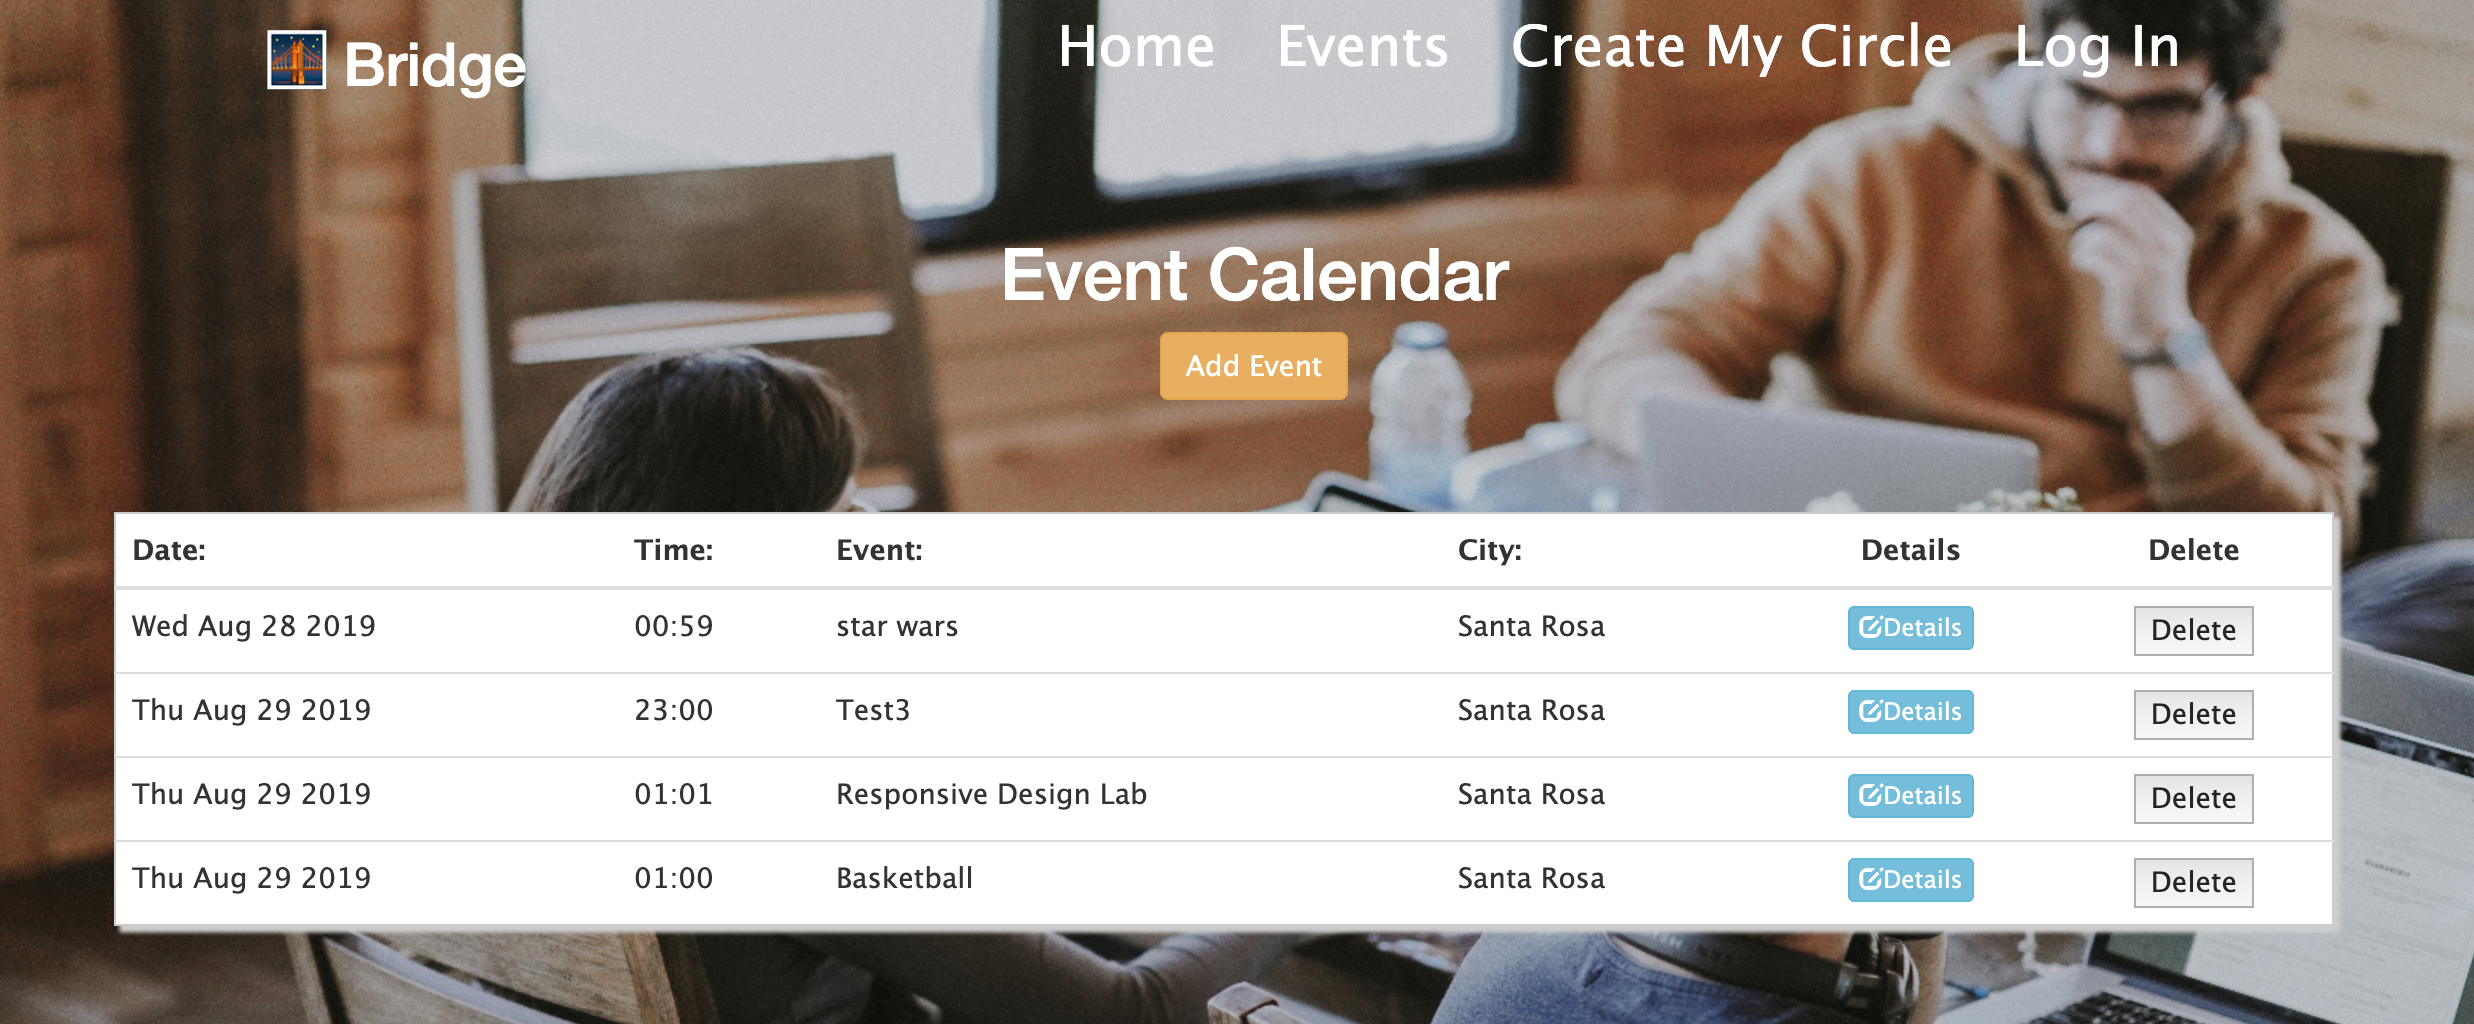 Bridge
Home Events Create My Circle Log In
Event Calendar
Add Event
Date: Time: Event: City: Details Delete
Wed Aug 28 2019 00:59 star wars Santa Rosa Details Delete
Thu Aug 29 2019 23:00 Test3 Santa Rosa Details Delete
Thu Aug 29 2019 01:01 Responsive Design Lab Santa Rosa Details Delete
Thu Aug 29 2019 01:00 Basketball Santa Rosa Details Delete